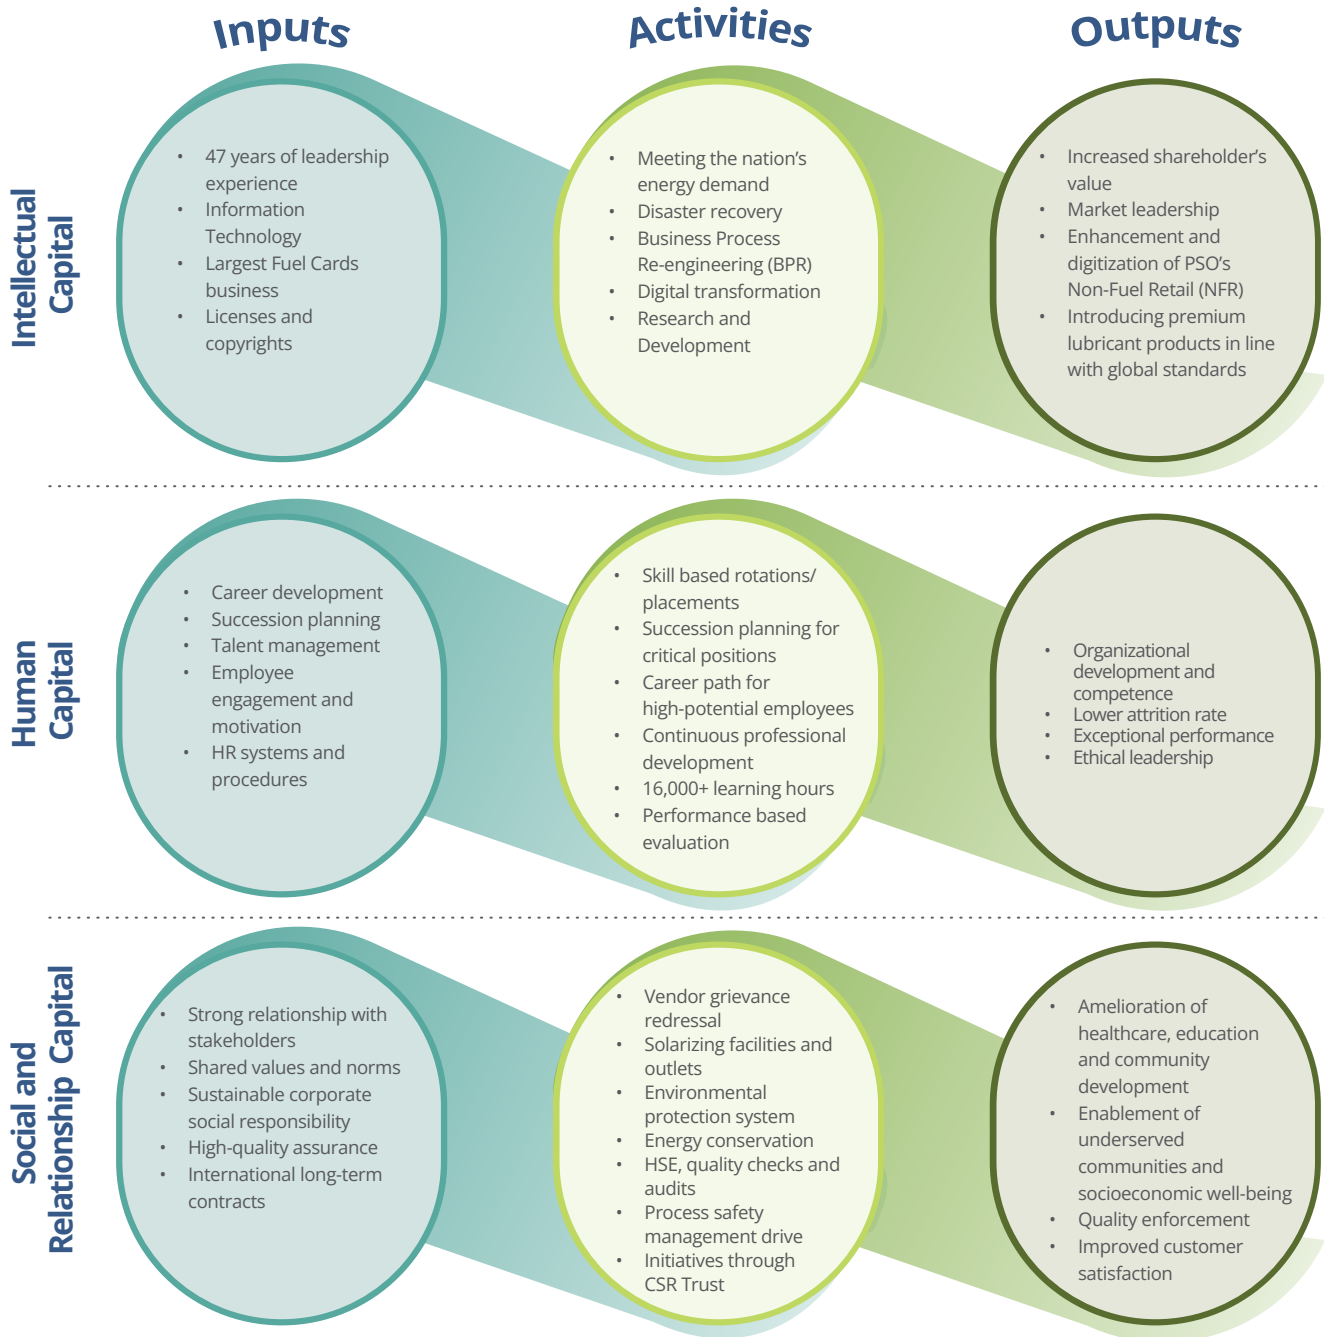 Inputs
Activities
Outputs
Intellectual
Capital
• 47 years of leadership
experience
• Information
Technology
• Largest Fuel Cards
business
• Licenses and
copyrights
• Meeting the nation's
energy demand
• Disaster recovery
• Business Process
Re-engineering (BPR)
• Digital transformation
• Research and
Development
• Increased shareholder's
value
• Market leadership
• Enhancement and
digitization of PSO's
Non-Fuel Retail (NFR)
• Introducing premium
lubricant products in line
with global standards
Human
Capital
• Career development
• Succession planning
• Talent management
• Employee
engagement and
motivation
• HR systems and
procedures
• Skill based rotations/
placements
• Succession planning for
critical positions
• Career path for
high-potential employees
• Continuous professional
development
• 16,000+ learning hours
• Performance based
evaluation
• Organizational
development and
competence
• Lower attrition rate
• Exceptional performance
• Ethical leadership
Social and
Relationship Capital
• Strong relationship with
stakeholders
• Shared values and norms
• Sustainable corporate
social responsibility
• High-quality assurance
• International long-term
contracts
• Vendor grievance
redressal
• Solarizing facilities and
outlets
• Environmental
protection system
• Energy conservation
• HSE, quality checks and
audits
• Process safety
management drive
• Initiatives through
CSR Trust
• Amelioration of
healthcare, education
and community
development
• Enablement of
underserved
communities and
socioeconomic well-being
• Quality enforcement
• Improved customer
satisfaction